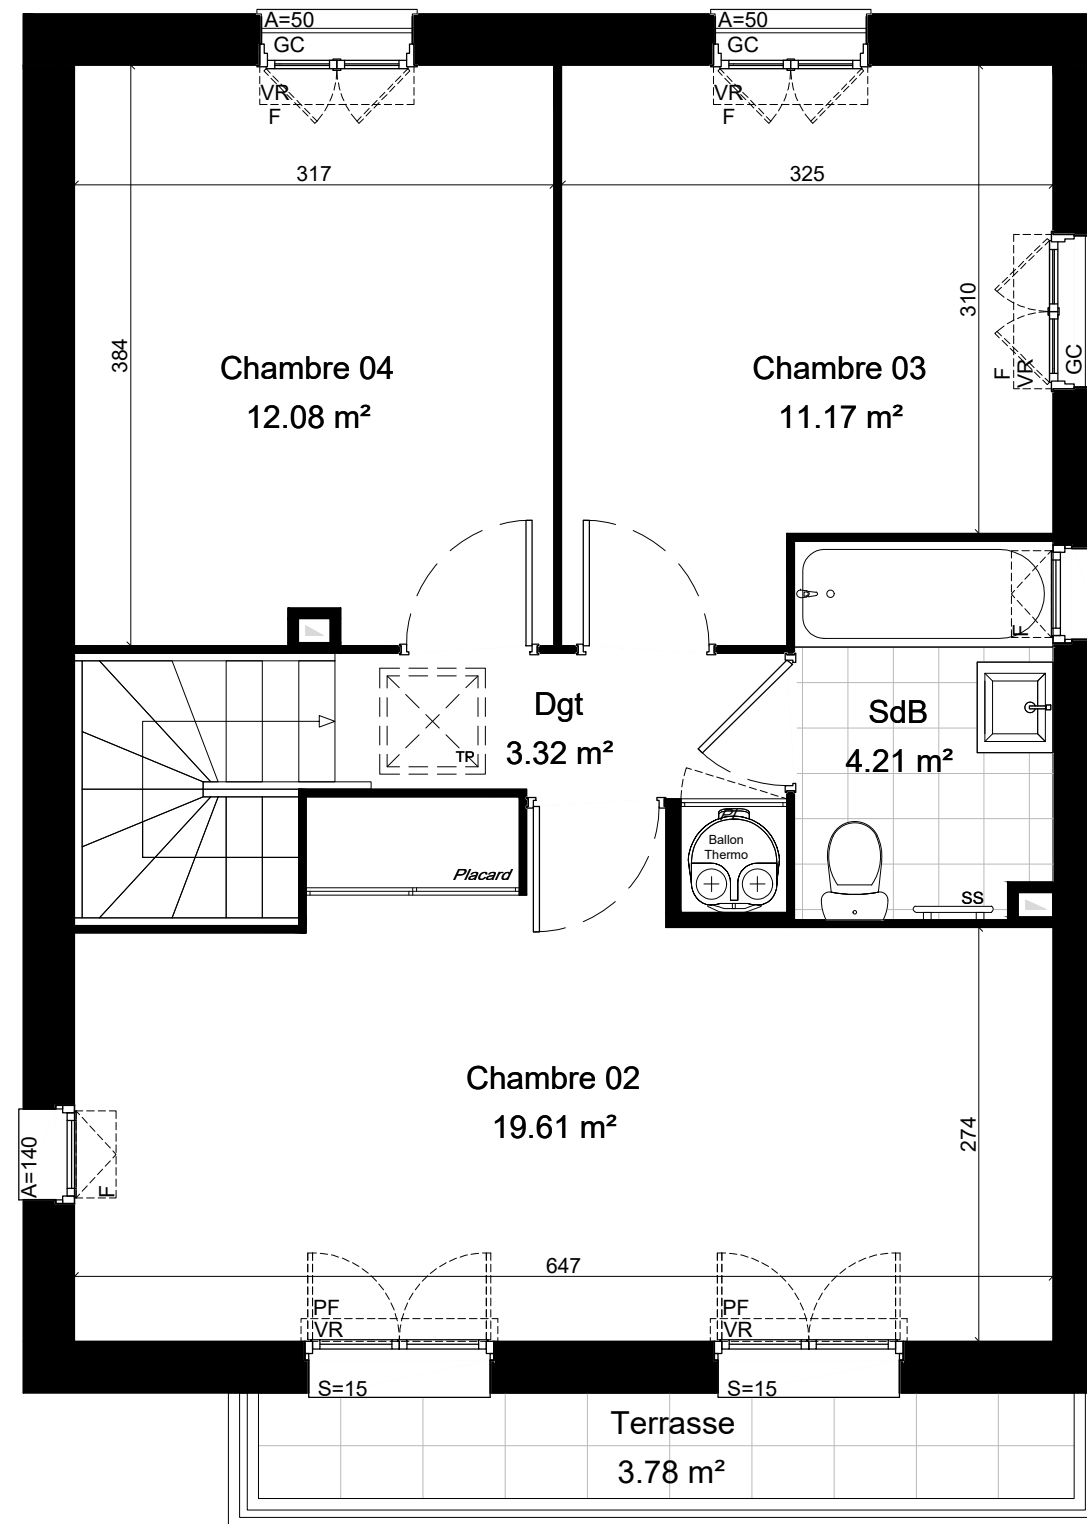 A=50
GC
VR
F
A=50
GC
VR
F
317
325
384
310
Chambre 04
12.08 m²
Chambre 03
11.17 m²
F
VR
GC
F
Dgt
3.32 m²
TP
SdB
4.21 m²
PL
Ballon
Thermo
Placard
SS
Chambre 02
19.61 m²
274
A=140
F
647
PF
VR
PF
VR
S=15
S=15
Terrasse
3.78 m²